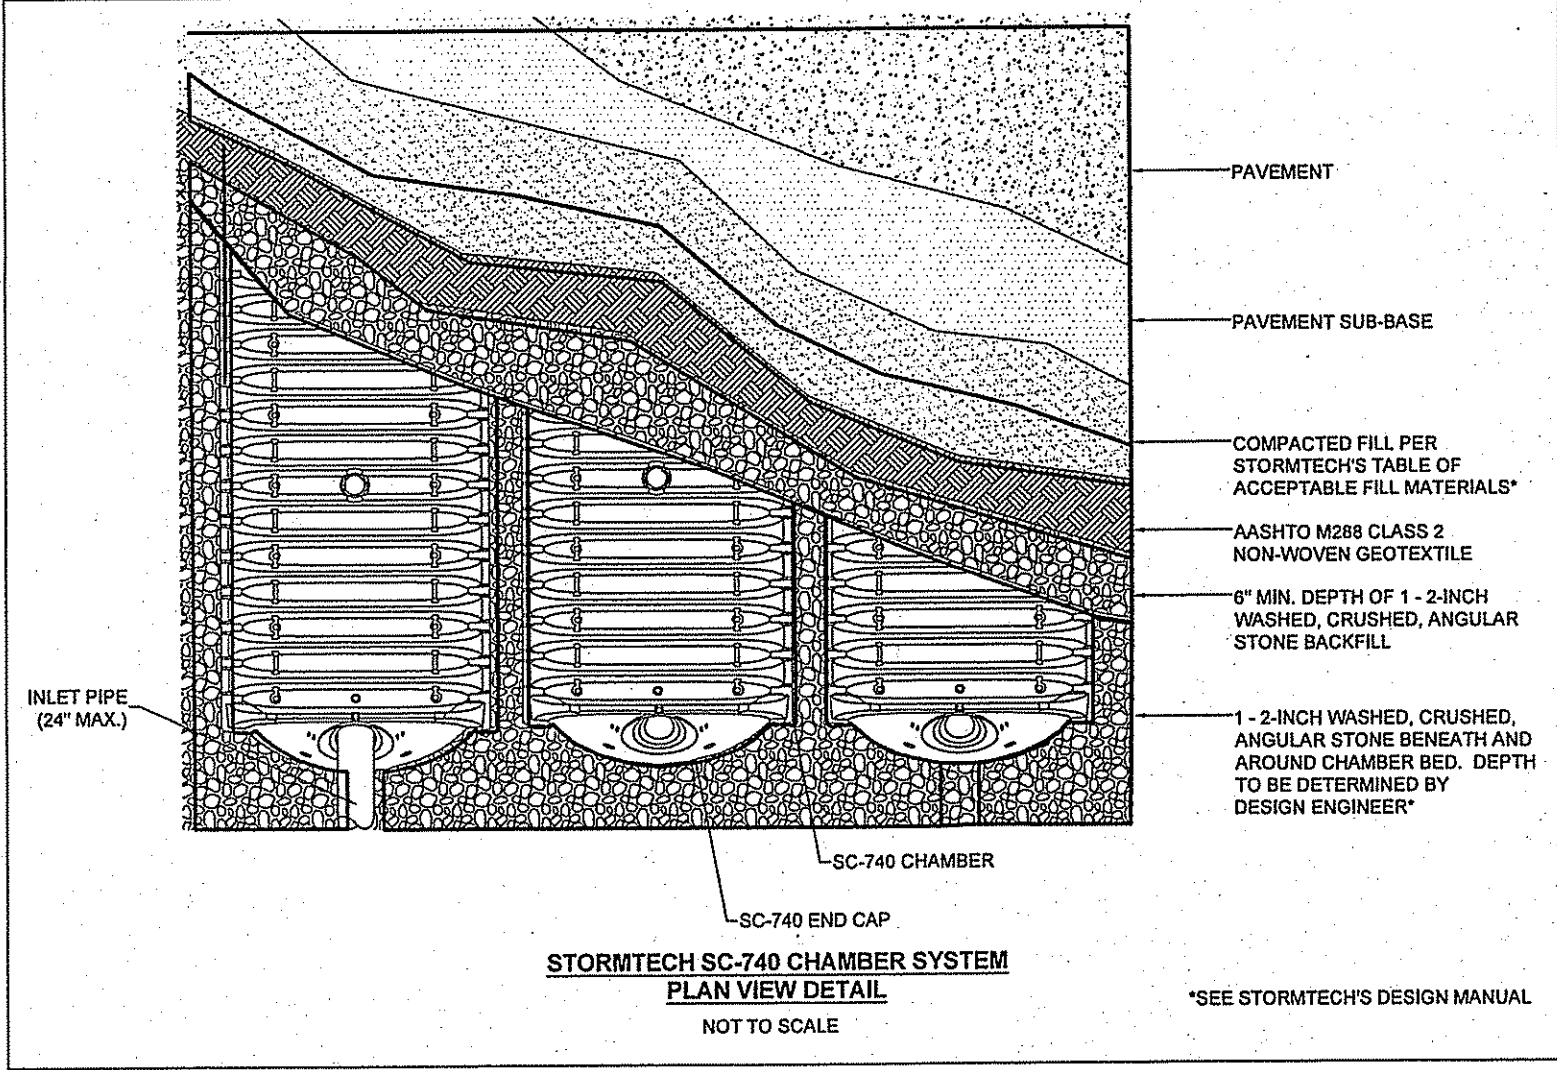 PAVEMENT
PAVEMENT SUB-BASE
COMPACTED FILL PER
STORMTECH'S TABLE OF
ACCEPTABLE FILL MATERIALS*
AASHTO M288 CLASS 2
NON-WOVEN GEOTEXTILE
6" MIN. DEPTH OF 1 - 2-INCH
WASHED, CRUSHED, ANGULAR
STONE BACKFILL
INLET PIPE
(24" MAX.)
1 - 2-INCH WASHED, CRUSHED,
ANGULAR STONE BENEATH AND
AROUND CHAMBER BED. DEPTH
TO BE DETERMINED BY
DESIGN ENGINEER*
SC-740 CHAMBER
SC-740 END CAP
STORMTECH SC-740 CHAMBER SYSTEM
PLAN VIEW DETAIL
NOT TO SCALE
*SEE STORMTECH'S DESIGN MANUAL